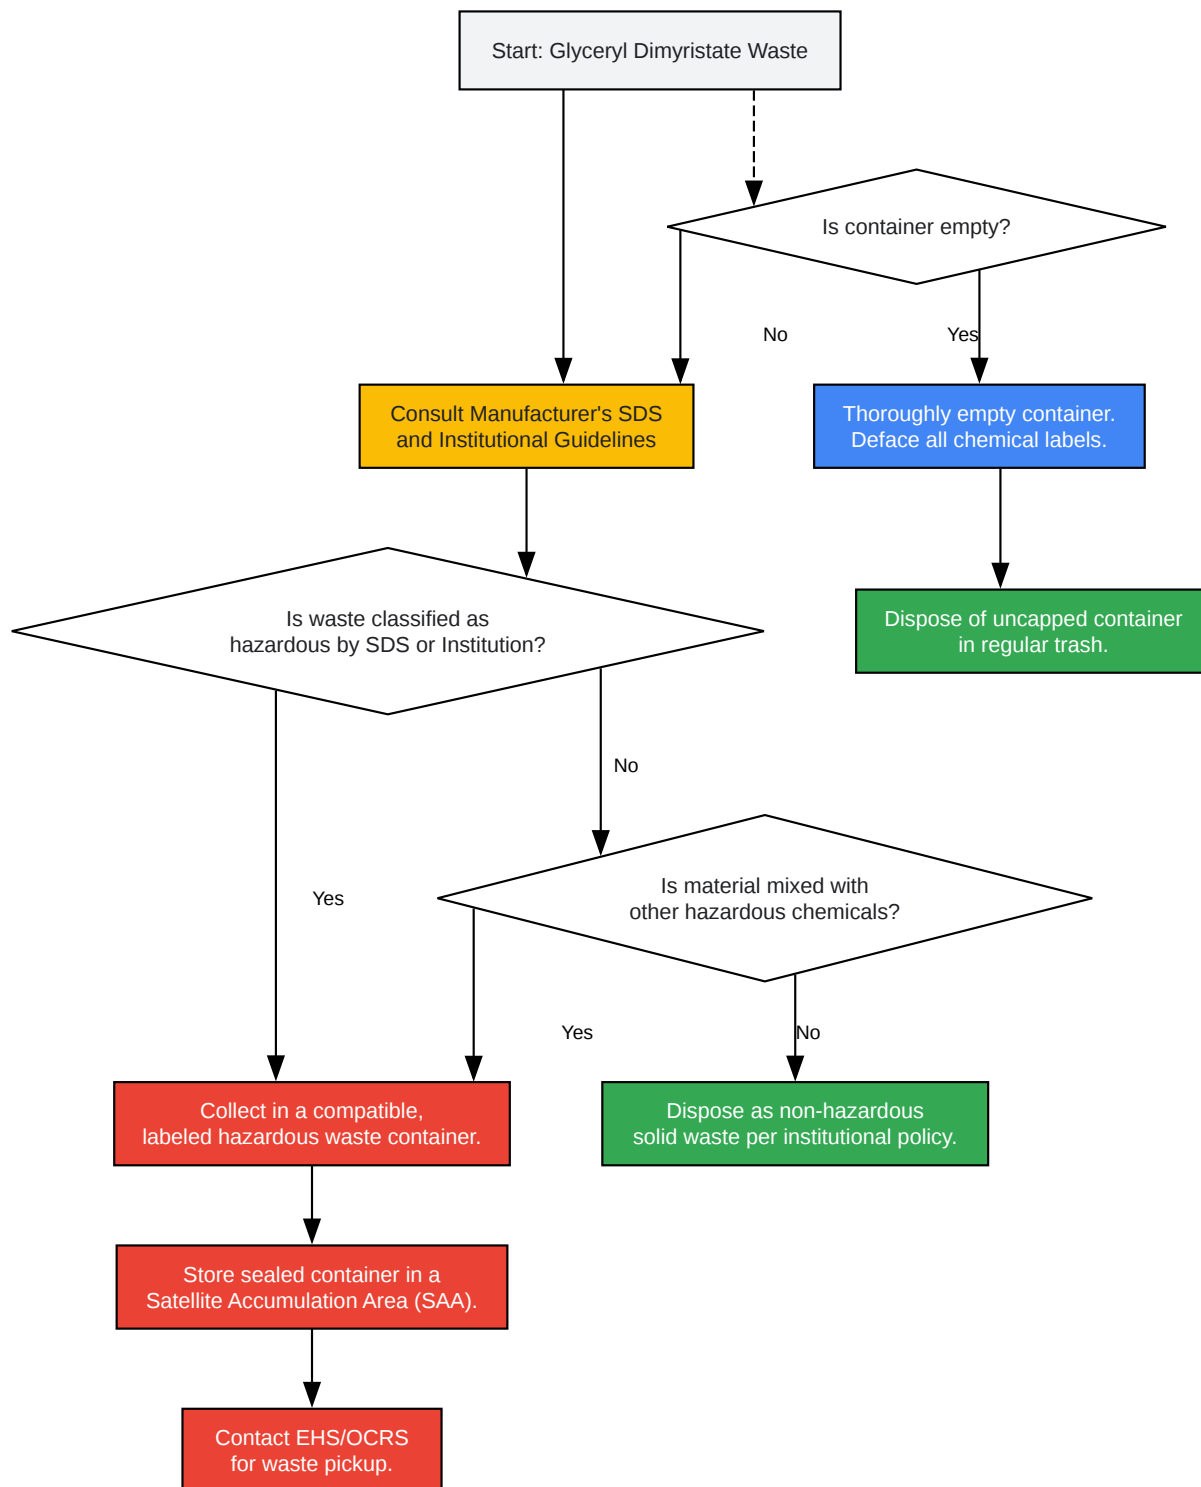 Start: Glyceryl Dimyristate Waste
Is container empty?
No
Yes
Consult Manufacturer's SDS
and Institutional Guidelines
Thoroughly empty container.
Deface all chemical labels.
Is waste classified as
hazardous by SDS or Institution?
Dispose of uncapped container
in regular trash.
No
Is material mixed with
other hazardous chemicals?
Yes
Yes
No
Collect in a compatible,
labeled hazardous waste container.
Dispose as non-hazardous
solid waste per institutional policy.
Store sealed container in a
Satellite Accumulation Area (SAA).
Contact EHS/OCRS
for waste pickup.